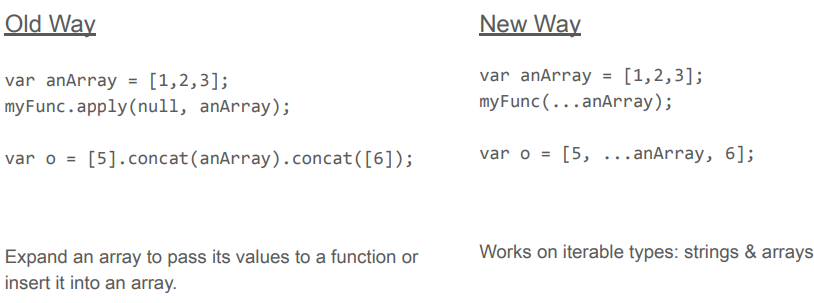 Old Way
var anArray = [1,2,3];
myFunc.apply(null, anArray);
var o = [5].concat(anArray).concat([6]);
Expand an array to pass its values to a function or
insert it into an array.
New Way
var anArray = [1,2,3];
myFunc(...anArray);
var o = [5, ...anArray, 6];
Works on iterable types: strings & arrays